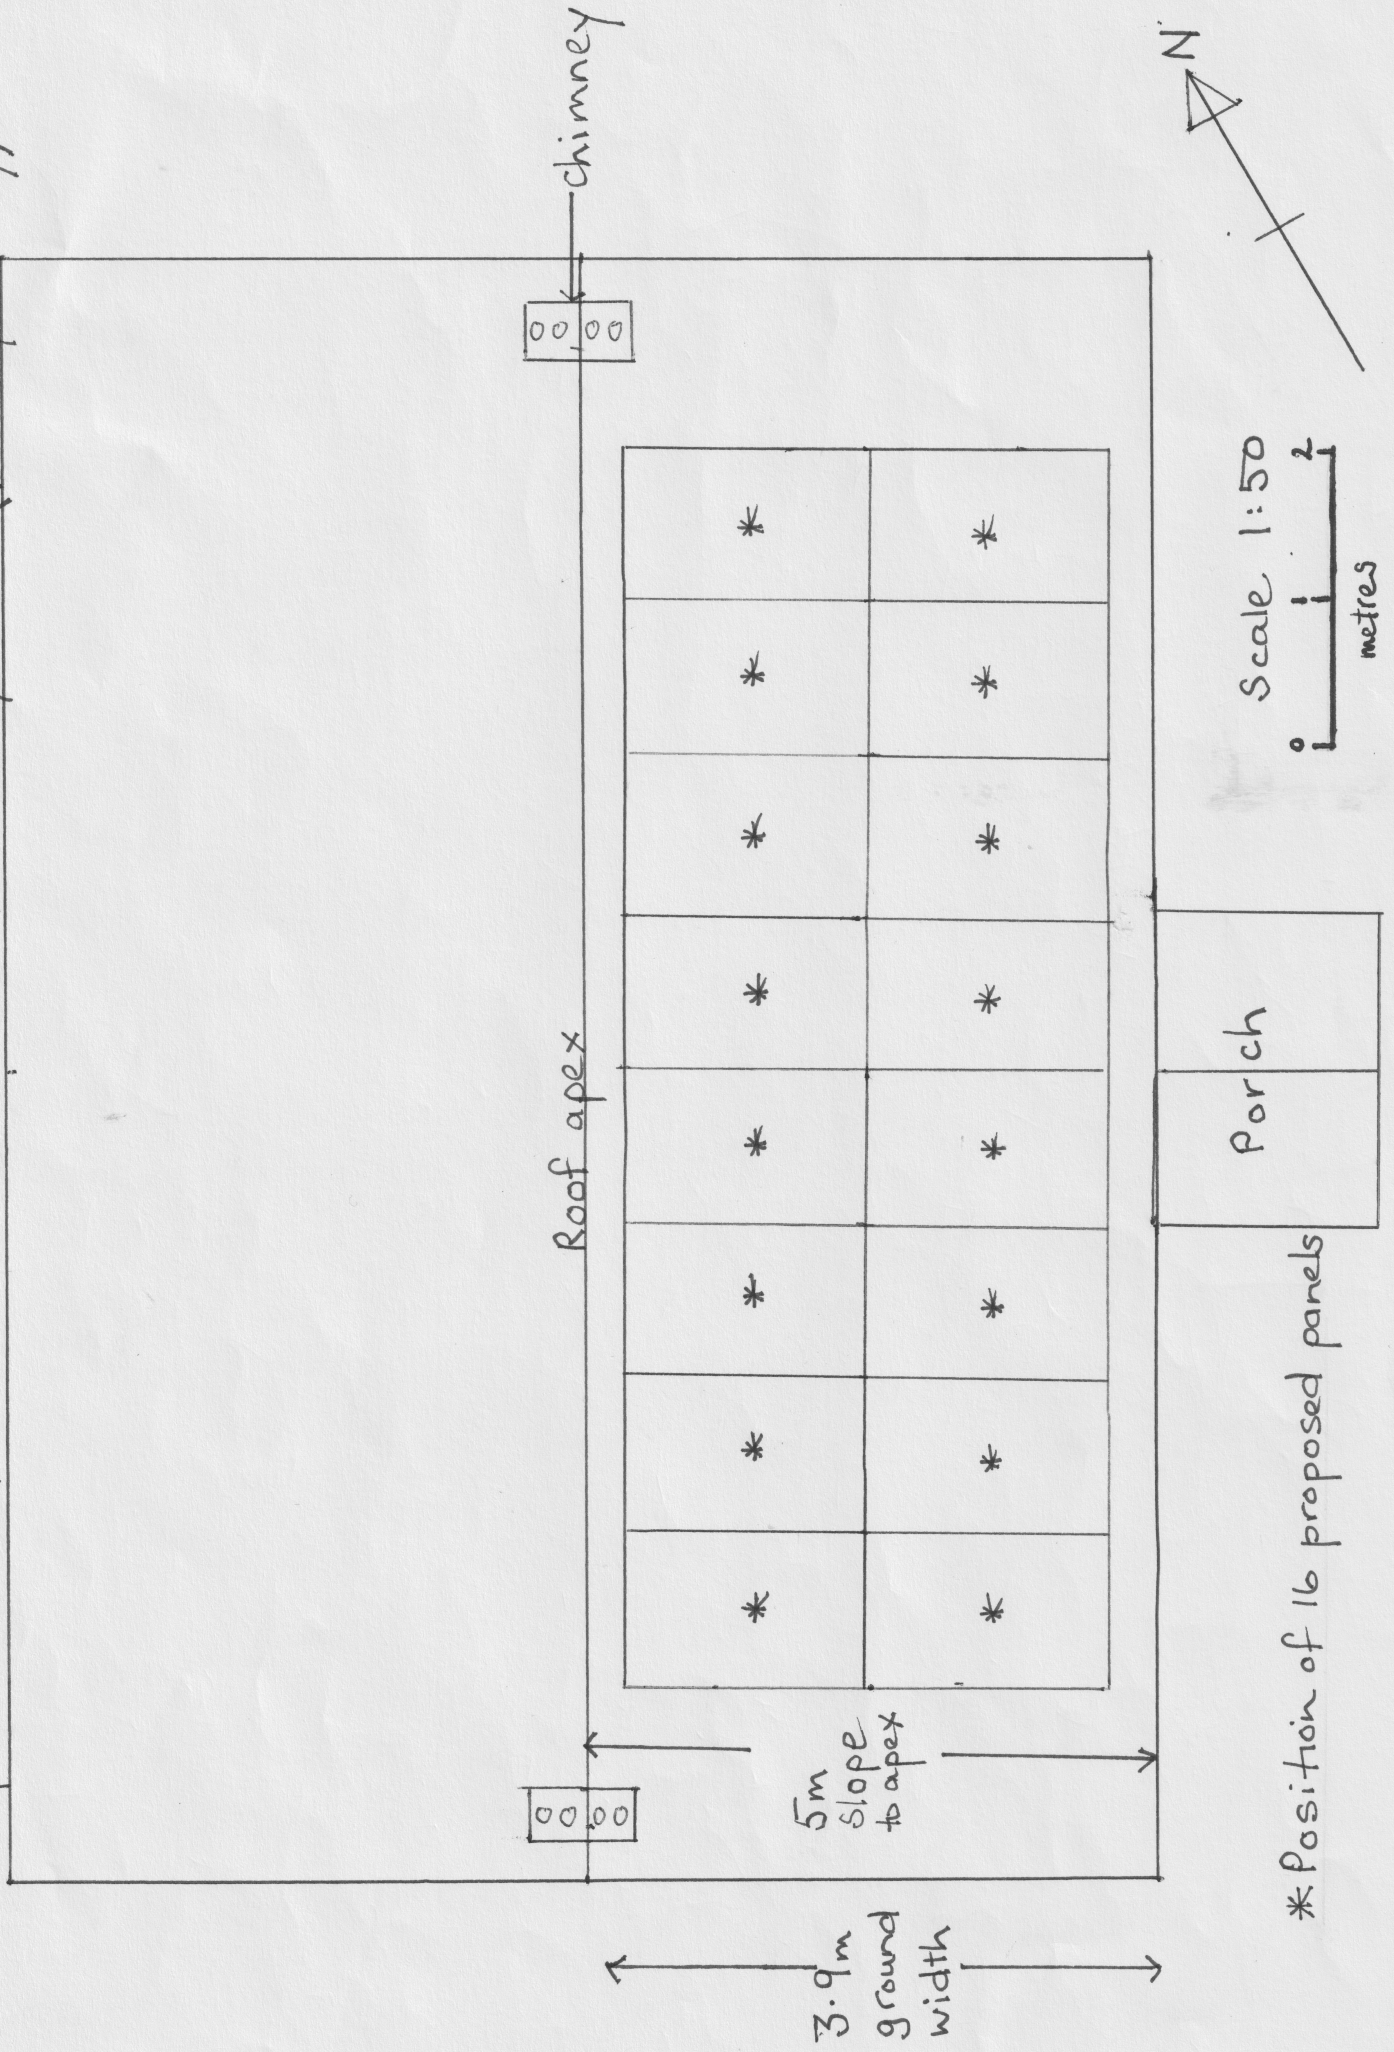 chimney
N
Roof apex
5m
slope
to apex
3.9m
ground
width
Porch
Scale 1:50
0 1 2
metres
* Position of 16 proposed panels